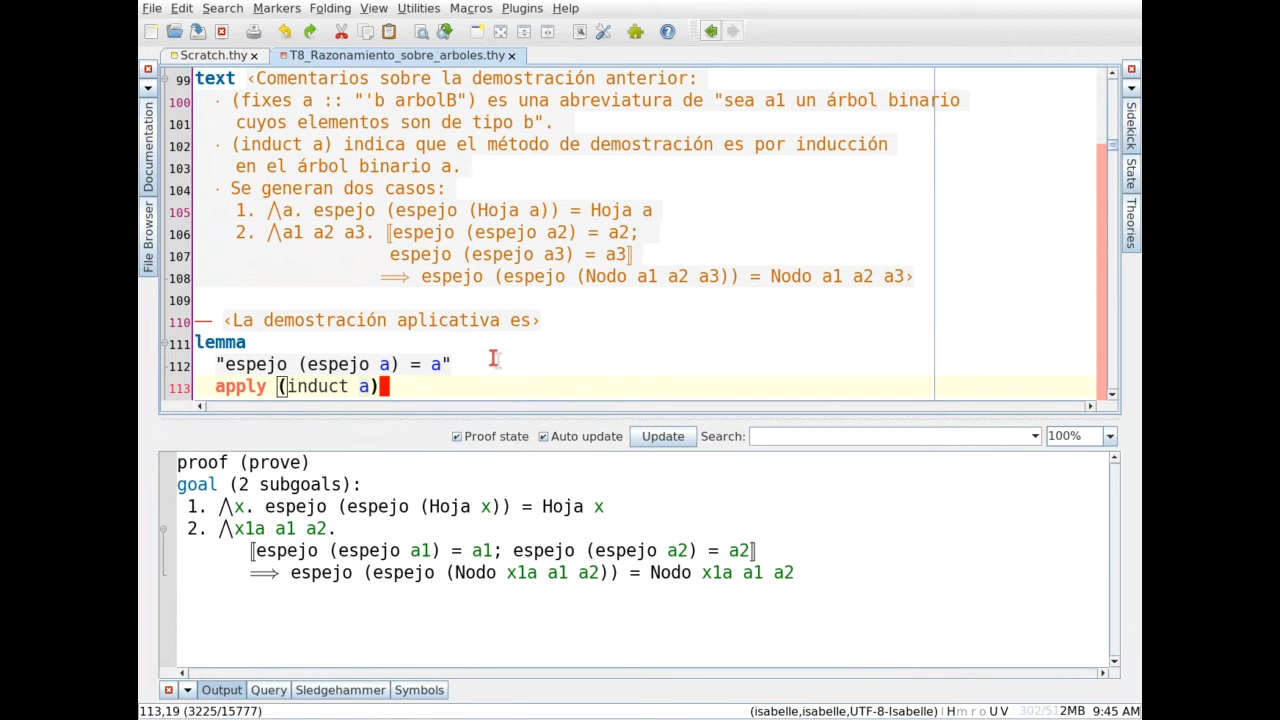 File Edit Search Markers Folding View Utilities Macros Plugins Help
Scratch.thy T8_Razonamiento_sobre_arboles.thy
99 text ‹Comentarios sobre la demostración anterior:
100 · (fixes a :: "'b arbolB") es una abreviatura de "sea a1 un árbol binario
101 cuyos elementos son de tipo b".
102 · (induct a) indica que el método de demostración es por inducción
103 en el árbol binario a.
104 · Se generan dos casos:
105 1. ⋀a. espejo (espejo (Hoja a)) = Hoja a
106 2. ⋀a1 a2 a3. ⟦espejo (espejo a2) = a2;
107 espejo (espejo a3) = a3⟧
108 ⟹ espejo (espejo (Nodo a1 a2 a3)) = Nodo a1 a2 a3›
109
110 — ‹La demostración aplicativa es›
111 lemma
112 "espejo (espejo a) = a"
113 apply (induct a)
Documentation
File Browser
Sidekick
State
Theories
Proof state Auto update Update Search: 100%
proof (prove)
goal (2 subgoals):
1. ⋀x. espejo (espejo (Hoja x)) = Hoja x
2. ⋀x1a a1 a2.
⟦espejo (espejo a1) = a1; espejo (espejo a2) = a2⟧
⟹ espejo (espejo (Nodo x1a a1 a2)) = Nodo x1a a1 a2
Output Query Sledgehammer Symbols
113,19 (3225/15777) (isabelle,isabelle,UTF-8-Isabelle) Hmro UV 302/512MB 9:45 AM